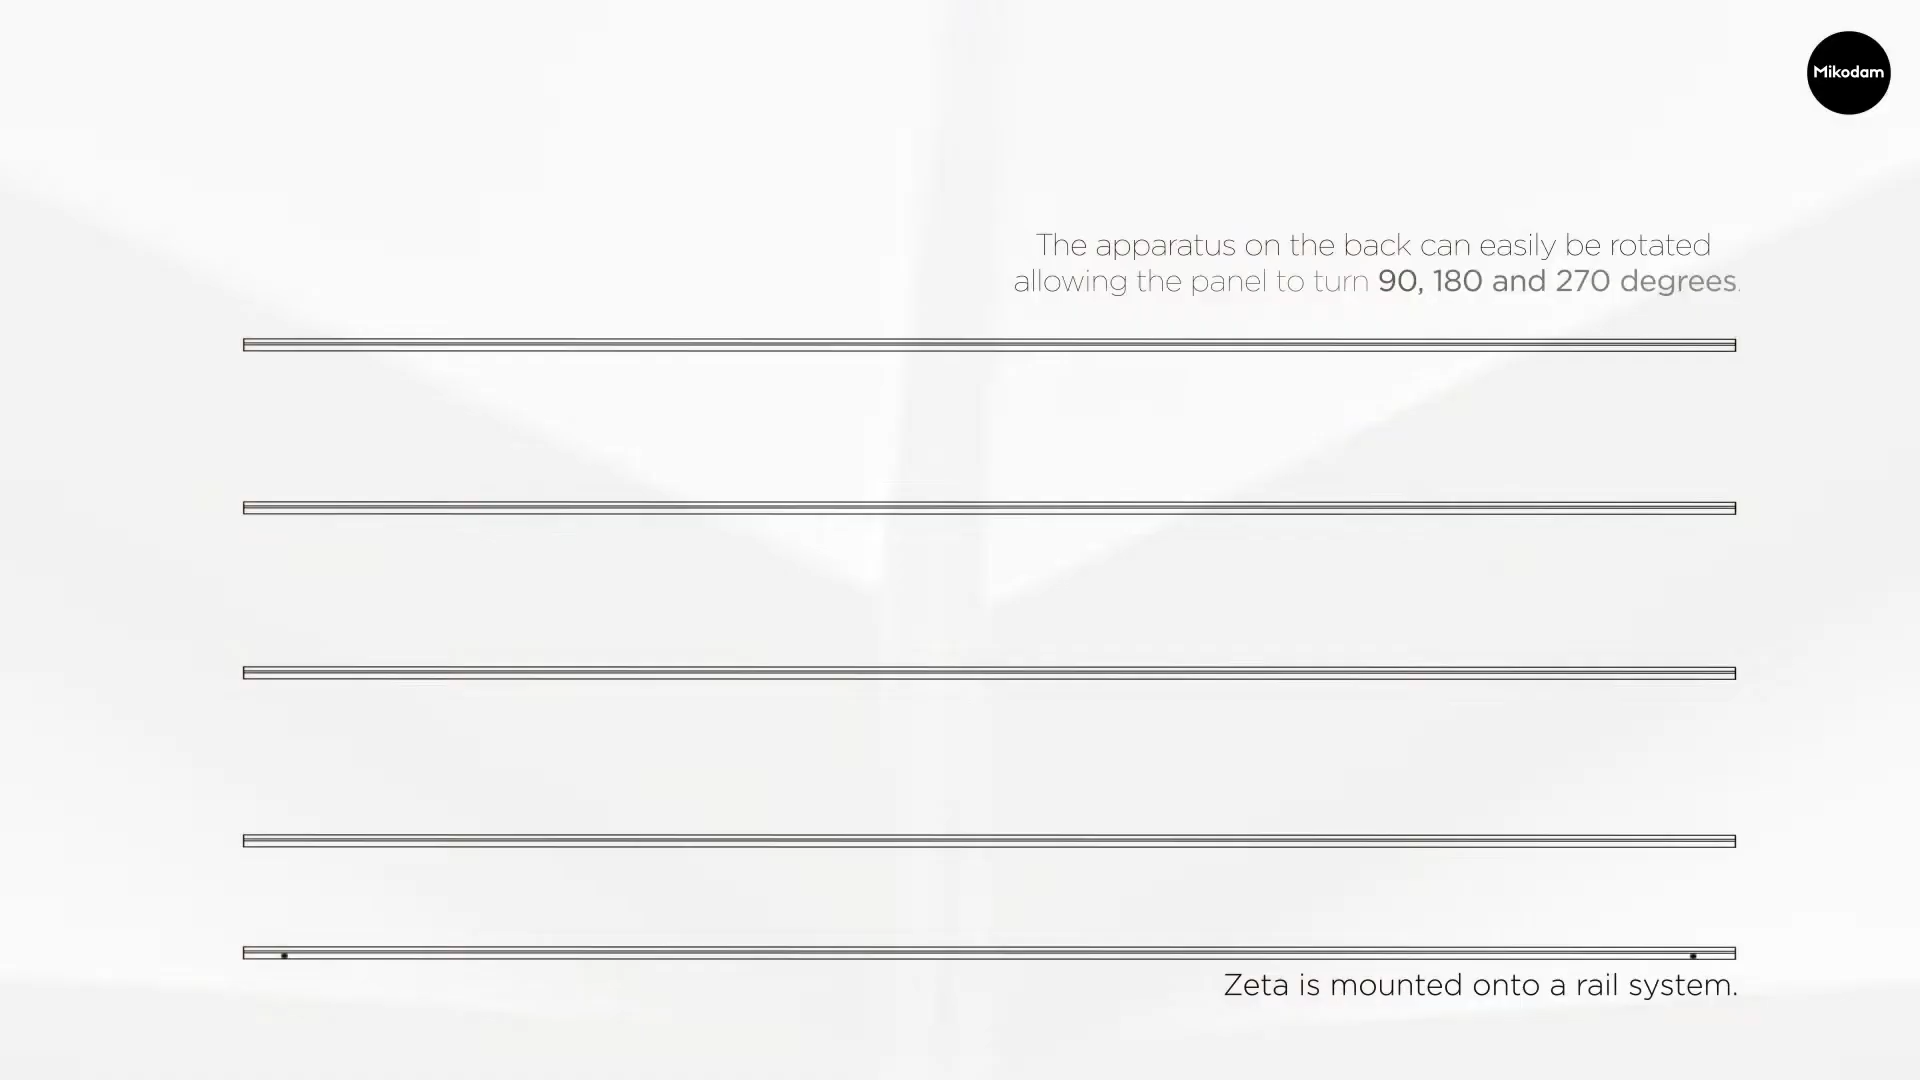 Mikodam
The apparatus on the back can easily be rotated
allowing the panel to turn 90, 180 and 270 degrees.
Zeta is mounted onto a rail system.